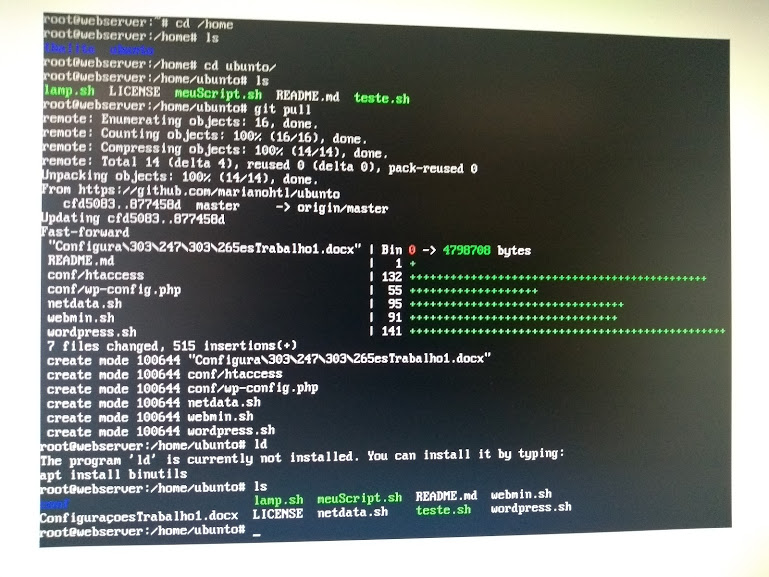 root@webserver:~# cd /home
root@webserver:/home# ls
ubunto
root@webserver:/home# cd ubunto/
root@webserver:/home/ubunto# ls
lamp.sh LICENSE meuScript.sh README.md teste.sh
root@webserver:/home/ubunto# git pull
remote: Enumerating objects: 16, done.
remote: Counting objects: 100% (16/16), done.
remote: Compressing objects: 100% (14/14), done.
remote: Total 14 (delta 4), reused 0 (delta 0), pack-reused 0
Unpacking objects: 100% (14/14), done.
From https://github.com/marianohtl/ubunto
cfd5083..877458d master -> origin/master
Updating cfd5083..877458d
Fast-forward
"Configura\303\247\303\265esTrabalho1.docx" | Bin 0 -> 4798708 bytes
README.md | 1 +
conf/htaccess | 132 ++++++++++++++++++++++++++++++++++++++++++++++
conf/wp-config.php | 55 ++++++++++++++++++++
netdata.sh | 95 +++++++++++++++++++++++++++++++++
webmin.sh | 91 ++++++++++++++++++++++++++++++++
wordpress.sh | 141 +++++++++++++++++++++++++++++++++++++++++++++++++
7 files changed, 515 insertions(+)
create mode 100644 "Configura\303\247\303\265esTrabalho1.docx"
create mode 100644 conf/htaccess
create mode 100644 conf/wp-config.php
create mode 100644 netdata.sh
create mode 100644 webmin.sh
create mode 100644 wordpress.sh
root@webserver:/home/ubunto# ld
The program 'ld' is currently not installed. You can install it by typing:
apt install binutils
root@webserver:/home/ubunto# ls
lamp.sh meuScript.sh README.md webmin.sh
ConfiguraçoesTrabalho1.docx LICENSE netdata.sh teste.sh wordpress.sh
root@webserver:/home/ubunto# _